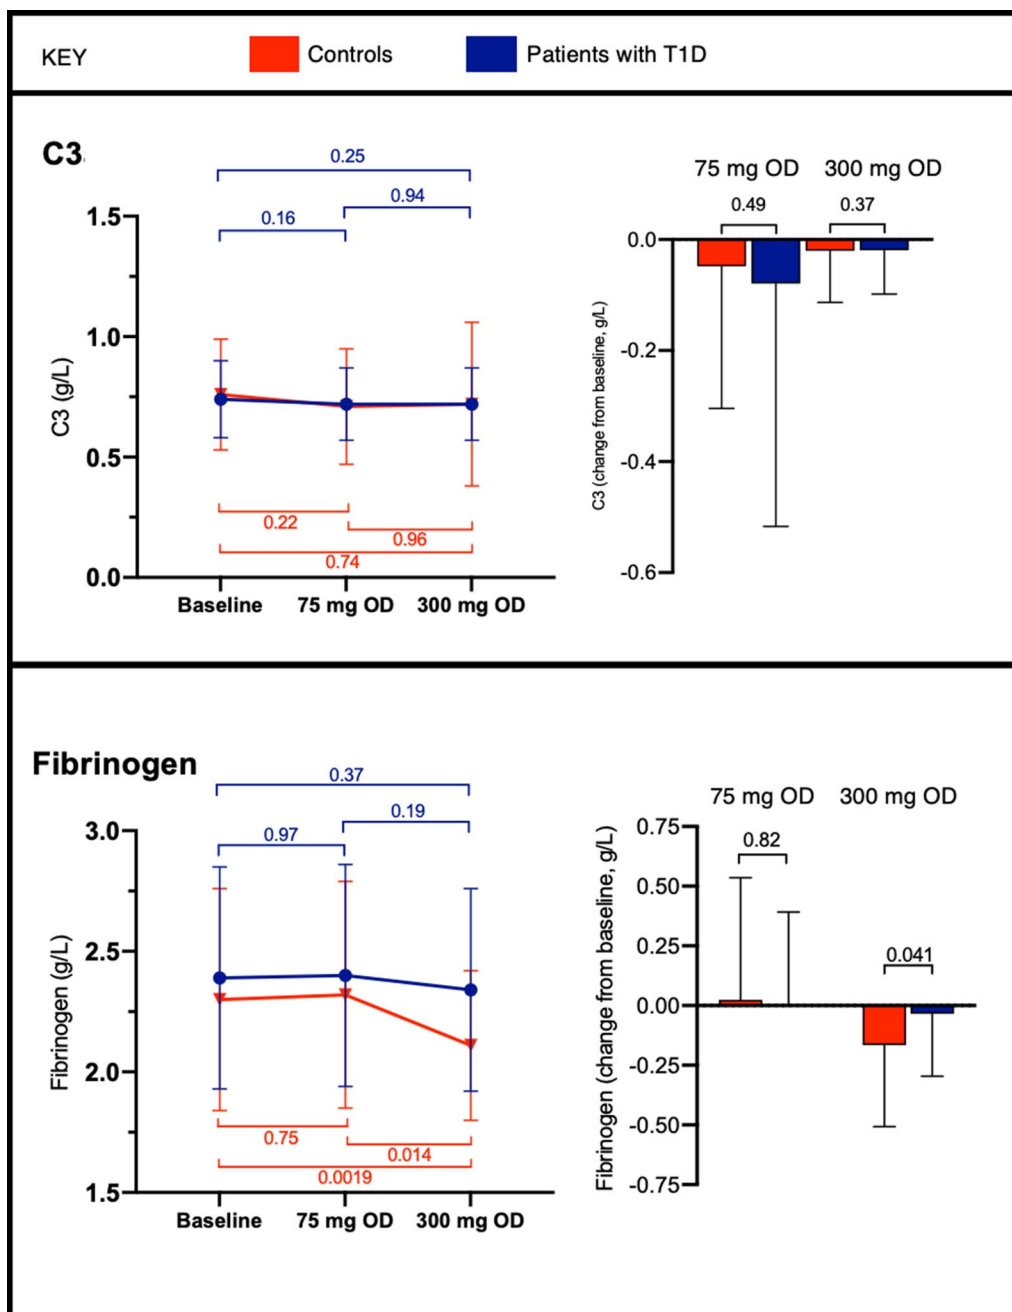 KEY
Controls
Patients with T1D
C3
0.25
0.94
0.16
1.5
1.0
0.5
0.0
C3 (g/L)
0.22
0.96
0.74
Baseline 75 mg OD 300 mg OD
75 mg OD 300 mg OD
0.49
0.37
0.0
-0.2
-0.4
-0.6
C3 (change from baseline, g/L)
Fibrinogen
0.37
0.19
0.97
3.0
2.5
2.0
1.5
Fibrinogen (g/L)
0.75
0.014
0.0019
Baseline 75 mg OD 300 mg OD
75 mg OD 300 mg OD
0.82
0.041
0.75
0.50
0.25
0.00
-0.25
-0.50
-0.75
Fibrinogen (change from baseline, g/L)